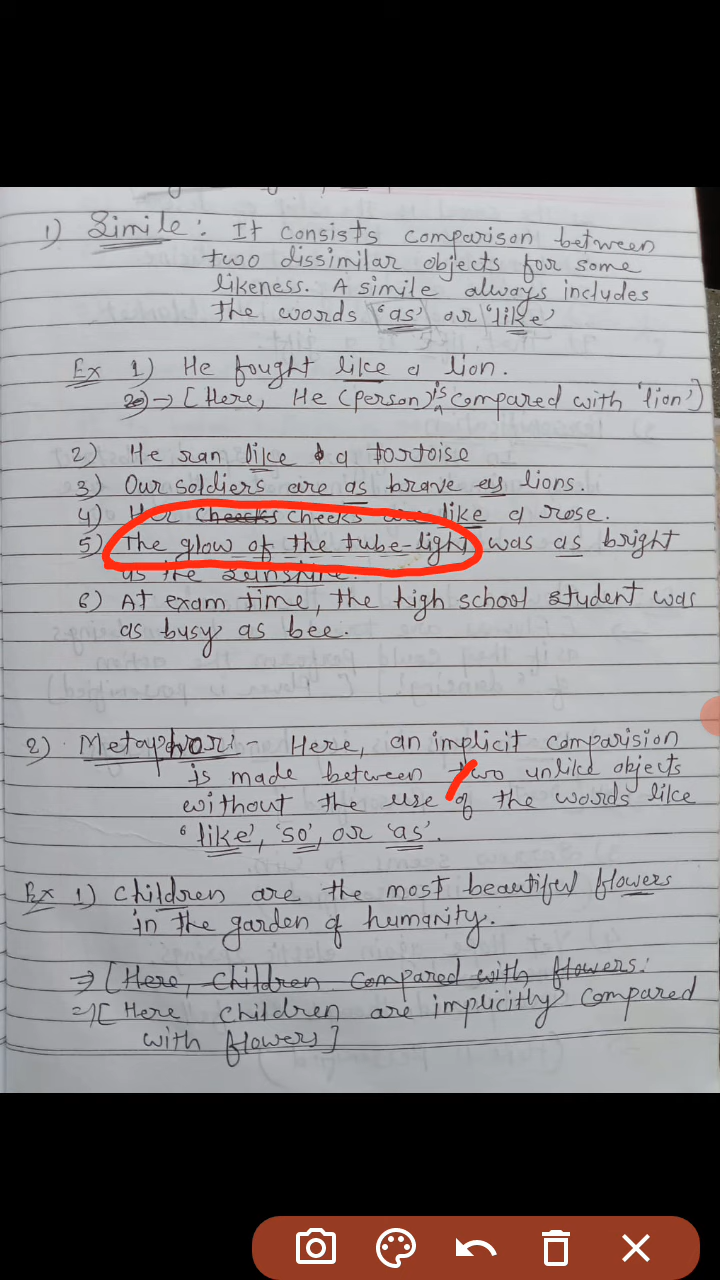 1) Simile: It consists comparison between
two dissimilar objects for some
likeness. A simile always includes
the words 'as' or 'like'
Ex 1) He fought like a lion.
→ [Here, He (person) is compared with 'lion']
2) He ran like a tortoise
3) Our soldiers are as brave as lions.
4) Her cheecks cheeks are like a rose.
5) The glow of the tube-light was as bright
as the sunshine.
6) At exam time, the high school student was
as busy as bee.
2) Metaphor:- Here, an implicit comparision
is made between two unlike objects
without the use of the words like
'like', 'so', or 'as'.
Ex 1) Children are the most beautiful flowers
in the garden of humanity.
⇒ [Here, Children compared with flowers.
⇒ [Here children are implicitly compared
with flowers]